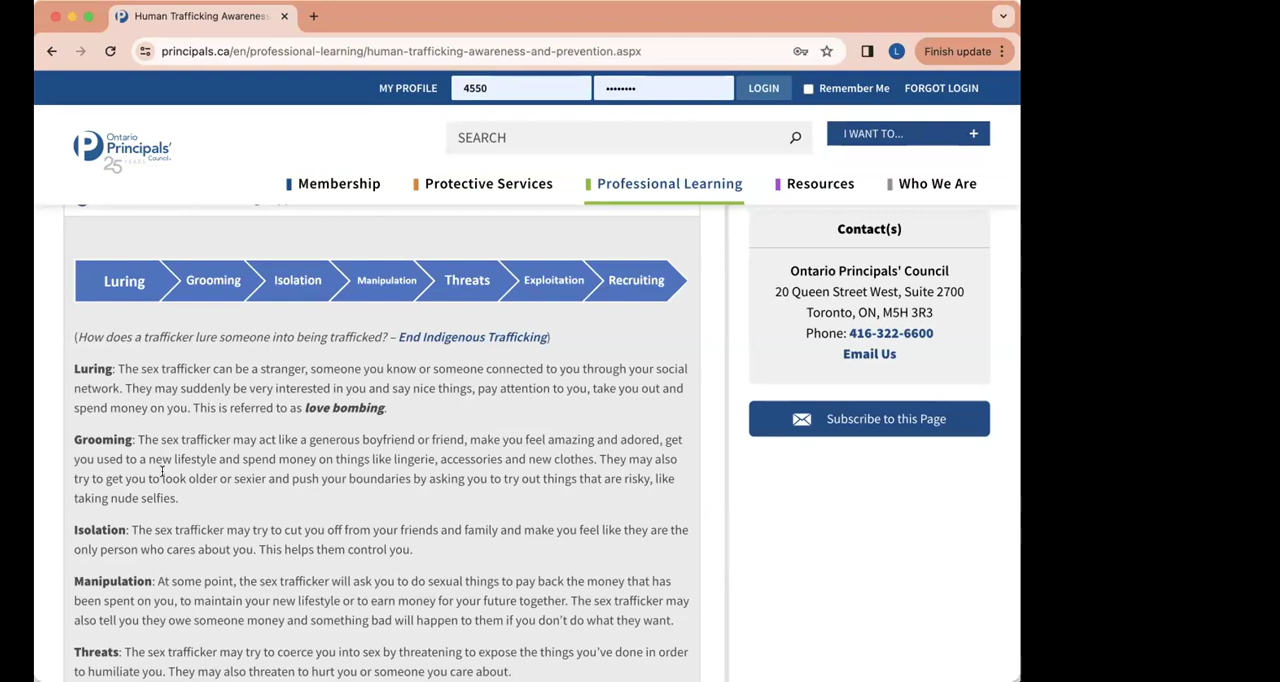 Human Trafficking Awareness
principals.ca/en/professional-learning/human-trafficking-awareness-and-prevention.aspx
L
Finish update
MY PROFILE 4550 •••••••• LOGIN Remember Me FORGOT LOGIN
Ontario
Principals'
Council
25 YEARS
SEARCH
I WANT TO... +
Membership Protective Services Professional Learning Resources Who We Are
Luring Grooming Isolation Manipulation Threats Exploitation Recruiting
(How does a trafficker lure someone into being trafficked? – End Indigenous Trafficking)
Luring: The sex trafficker can be a stranger, someone you know or someone connected to you through your social
network. They may suddenly be very interested in you and say nice things, pay attention to you, take you out and
spend money on you. This is referred to as love bombing.
Grooming: The sex trafficker may act like a generous boyfriend or friend, make you feel amazing and adored, get
you used to a new lifestyle and spend money on things like lingerie, accessories and new clothes. They may also
try to get you to look older or sexier and push your boundaries by asking you to try out things that are risky, like
taking nude selfies.
Isolation: The sex trafficker may try to cut you off from your friends and family and make you feel like they are the
only person who cares about you. This helps them control you.
Manipulation: At some point, the sex trafficker will ask you to do sexual things to pay back the money that has
been spent on you, to maintain your new lifestyle or to earn money for your future together. The sex trafficker may
also tell you they owe someone money and something bad will happen to them if you don't do what they want.
Threats: The sex trafficker may try to coerce you into sex by threatening to expose the things you've done in order
to humiliate you. They may also threaten to hurt you or someone you care about.
Contact(s)
Ontario Principals' Council
20 Queen Street West, Suite 2700
Toronto, ON, M5H 3R3
Phone: 416-322-6600
Email Us
Subscribe to this Page